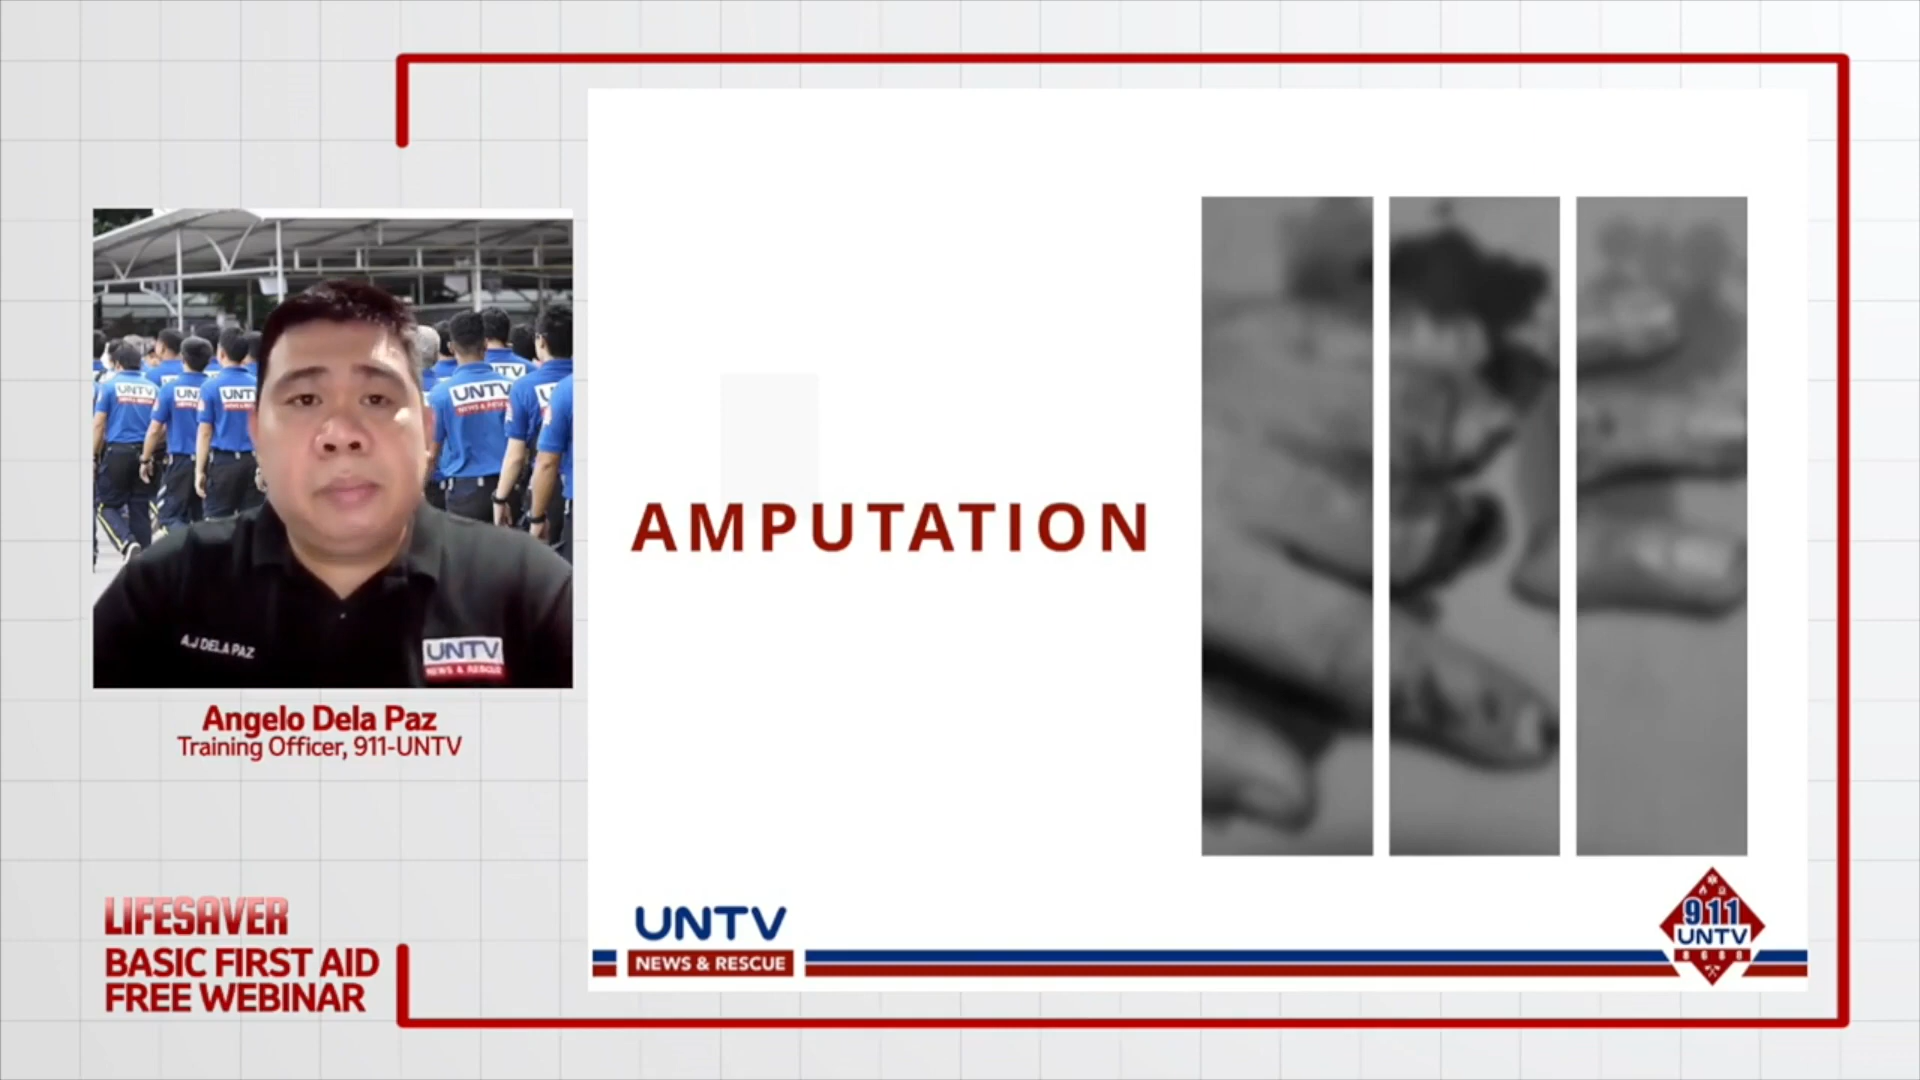 UNTV
UNTV
UNTV
UNTV
A.J DELA PAZ
UNTV
NEWS & RESCUE
Angelo Dela Paz
Training Officer, 911-UNTV
LIFESAVER
BASIC FIRST AID
FREE WEBINAR
AMPUTATION
UNTV
NEWS & RESCUE
911
UNTV